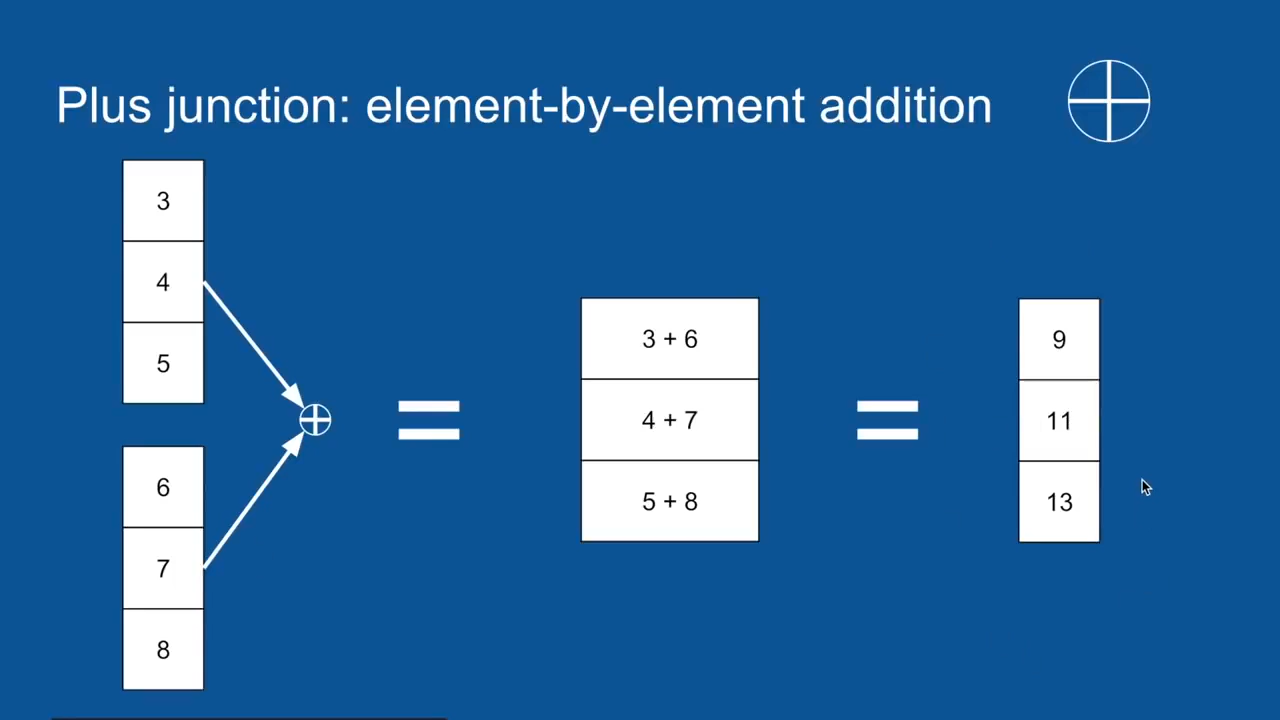 Plus junction: element-by-element addition
3
4
5
6
7
8
=
3 + 6
4 + 7
5 + 8
=
9
11
13